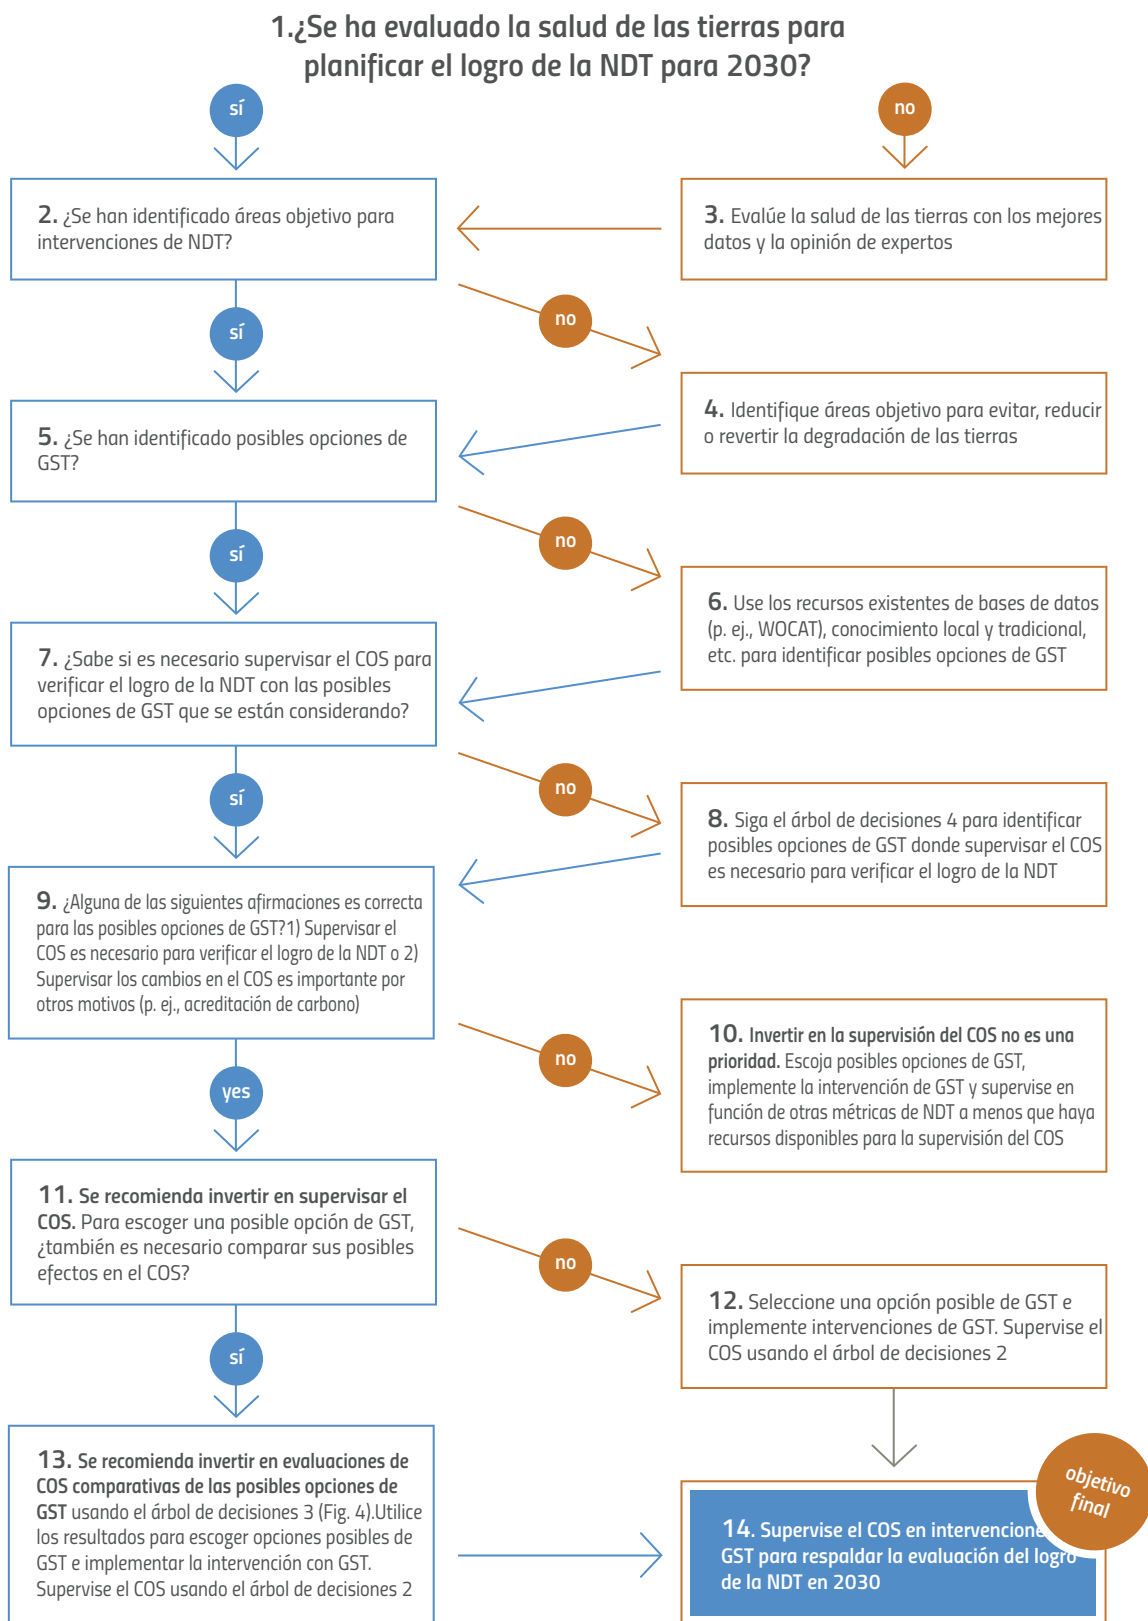 1.¿Se ha evaluado la salud de las tierras para
planificar el logro de la NDT para 2030?
sí
no
2. ¿Se han identificado áreas objetivo para
intervenciones de NDT?
3. Evalúe la salud de las tierras con los mejores
datos y la opinión de expertos
sí
no
4. Identifique áreas objetivo para evitar, reducir
o revertir la degradación de las tierras
5. ¿Se han identificado posibles opciones de
GST?
sí
no
6. Use los recursos existentes de bases de datos
(p. ej., WOCAT), conocimiento local y tradicional,
etc. para identificar posibles opciones de GST
7. ¿Sabe si es necesario supervisar el COS para
verificar el logro de la NDT con las posibles
opciones de GST que se están considerando?
sí
no
8. Siga el árbol de decisiones 4 para identificar
posibles opciones de GST donde supervisar el COS
es necesario para verificar el logro de la NDT
9. ¿Alguna de las siguientes afirmaciones es correcta
para las posibles opciones de GST?1) Supervisar el
COS es necesario para verificar el logro de la NDT o 2)
Supervisar los cambios en el COS es importante por
otros motivos (p. ej., acreditación de carbono)
yes
no
10. Invertir en la supervisión del COS no es una
prioridad. Escoja posibles opciones de GST,
implemente la intervención de GST y supervise en
función de otras métricas de NDT a menos que haya
recursos disponibles para la supervisión del COS
11. Se recomienda invertir en supervisar el
COS. Para escoger una posible opción de GST,
¿también es necesario comparar sus posibles
efectos en el COS?
sí
no
12. Seleccione una opción posible de GST e
implemente intervenciones de GST. Supervise el
COS usando el árbol de decisiones 2
13. Se recomienda invertir en evaluaciones de
COS comparativas de las posibles opciones de
GST usando el árbol de decisiones 3 (Fig. 4).Utilice
los resultados para escoger opciones posibles de
GST e implementar la intervención con GST.
Supervise el COS usando el árbol de decisiones 2
objetivo
final
14. Supervise el COS en intervencione
GST para respaldar la evaluación del logro
de la NDT en 2030